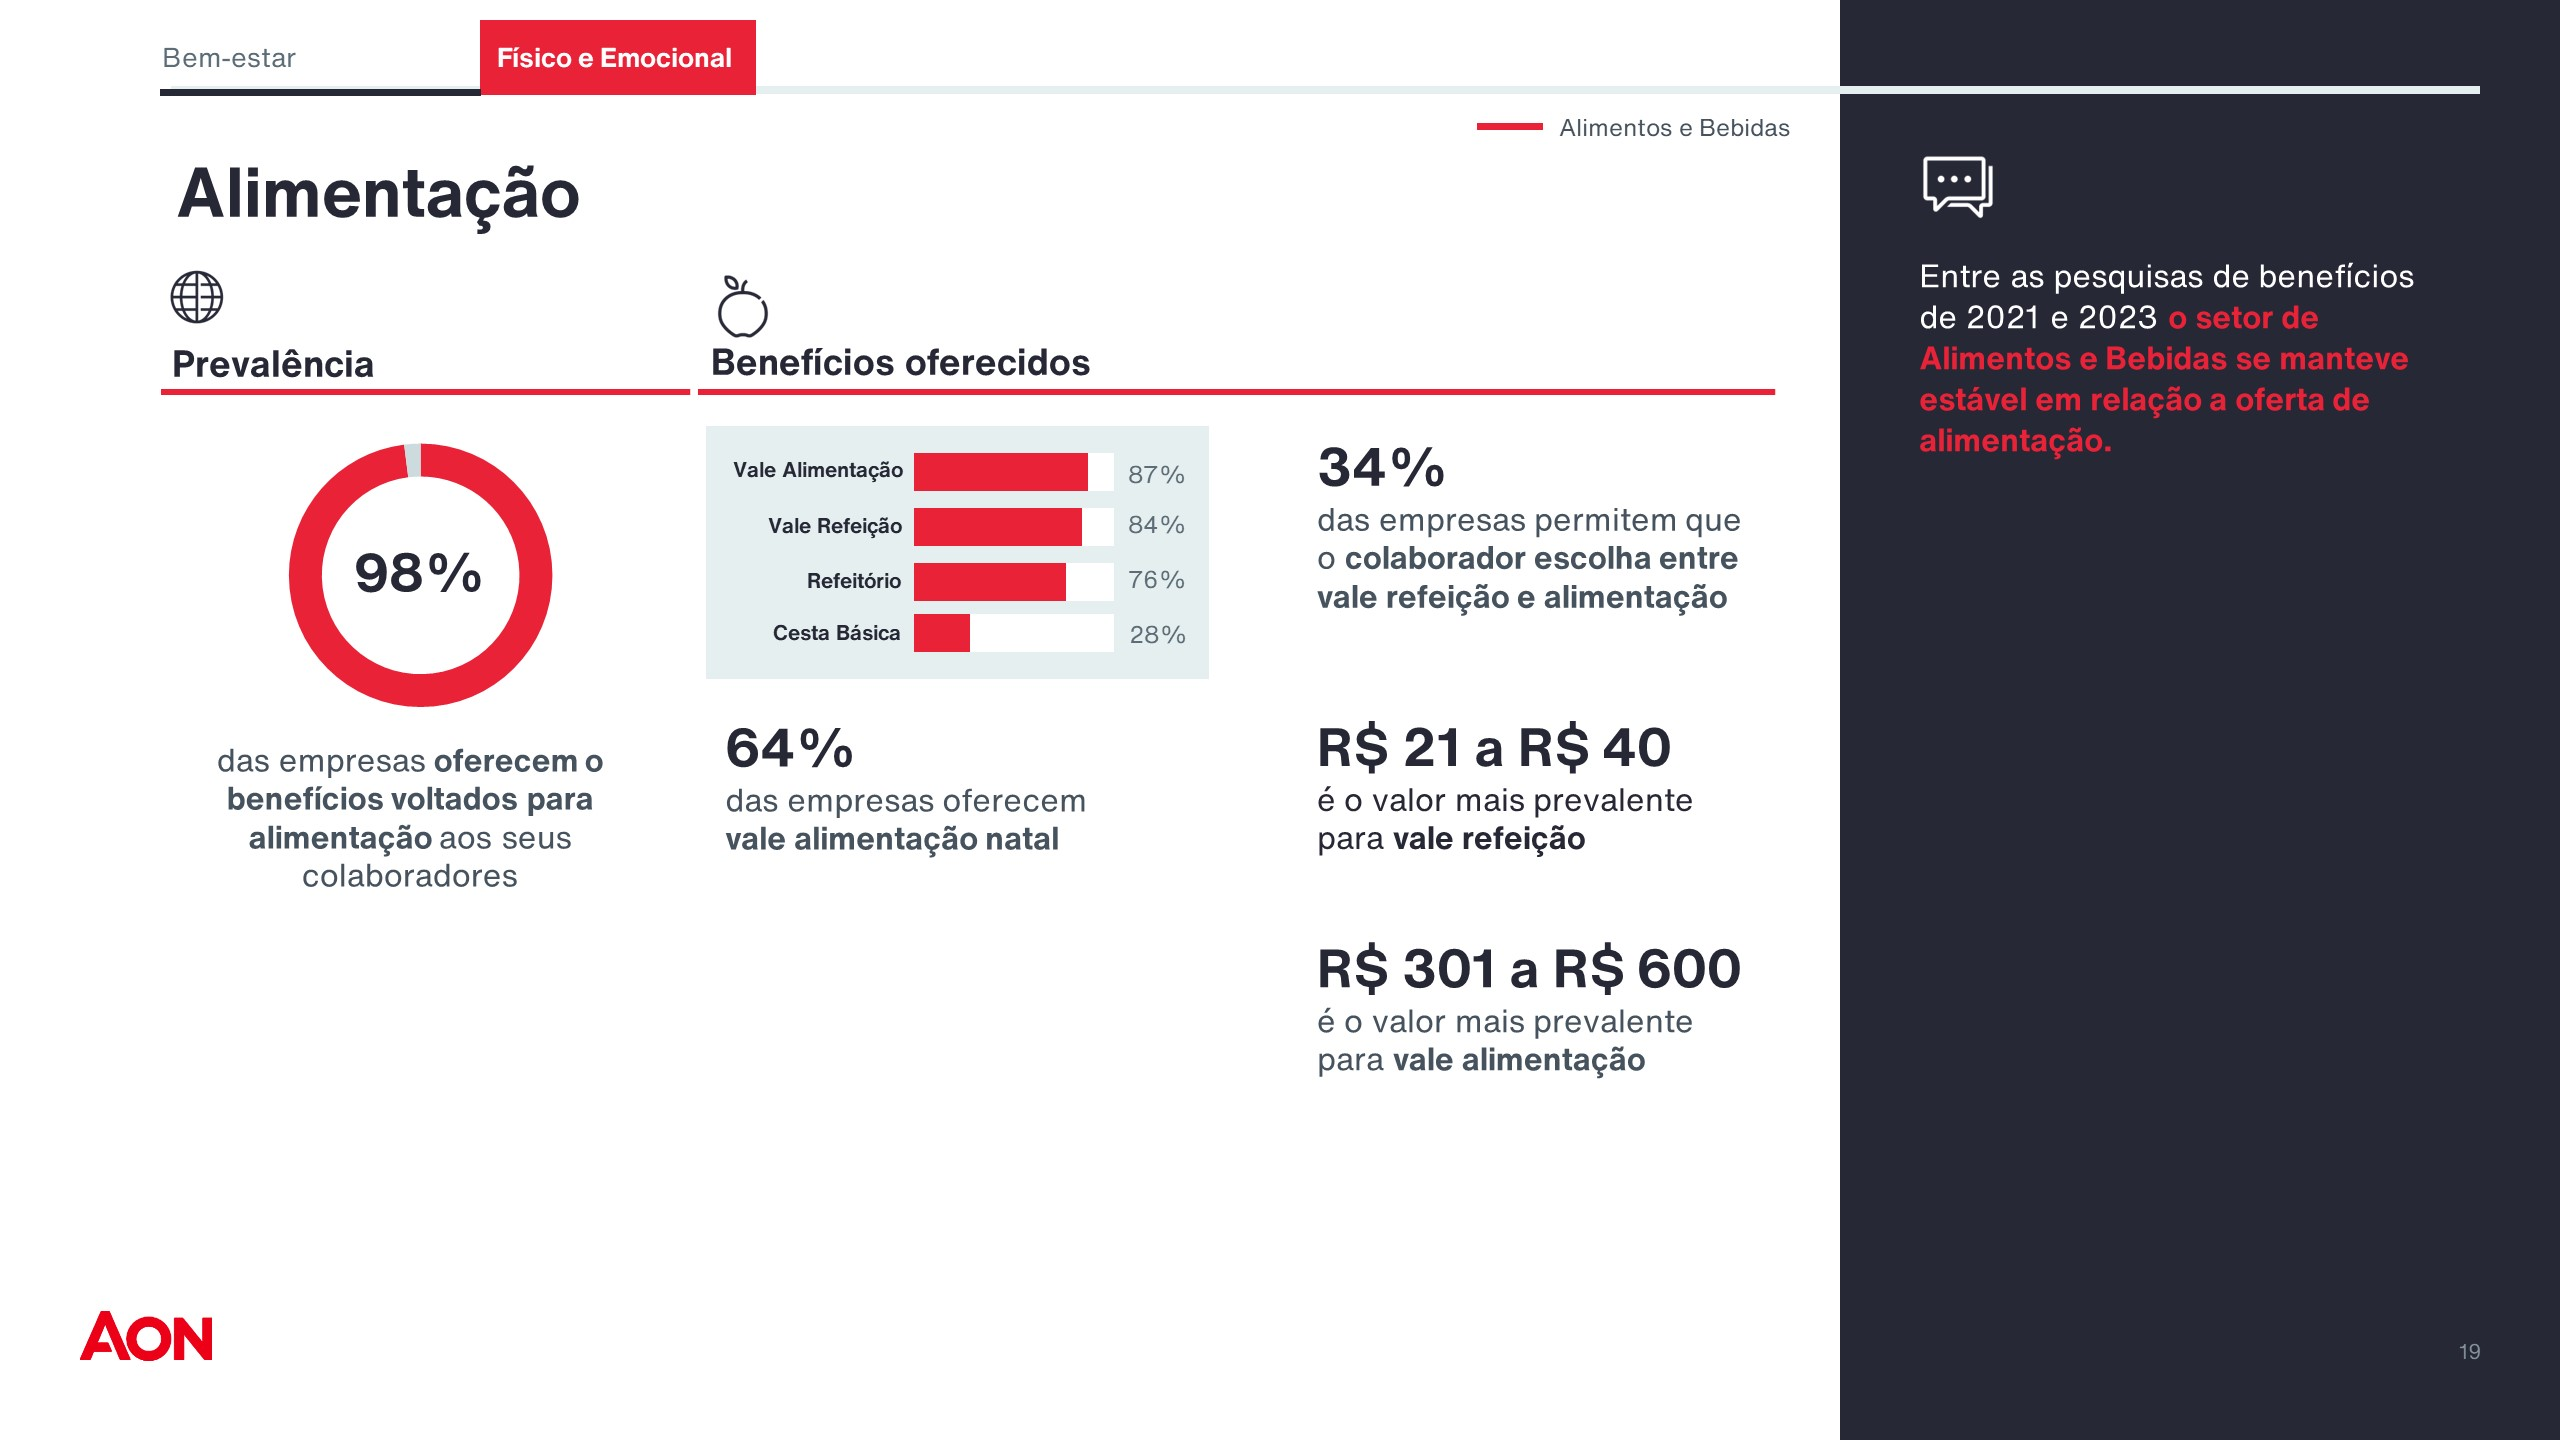 Bem-estar
Físico e Emocional
Alimentos e Bebidas
Alimentação
Prevalência
98%
das empresas oferecem o
benefícios voltados para
alimentação aos seus
colaboradores
Benefícios oferecidos
Vale Alimentação 87%
Vale Refeição 84%
Refeitório 76%
Cesta Básica 28%
64%
das empresas oferecem
vale alimentação natal
34%
das empresas permitem que
o colaborador escolha entre
vale refeição e alimentação
R$ 21 a R$ 40
é o valor mais prevalente
para vale refeição
R$ 301 a R$ 600
é o valor mais prevalente
para vale alimentação
Entre as pesquisas de benefícios
de 2021 e 2023 o setor de
Alimentos e Bebidas se manteve
estável em relação a oferta de
alimentação.
AON
19